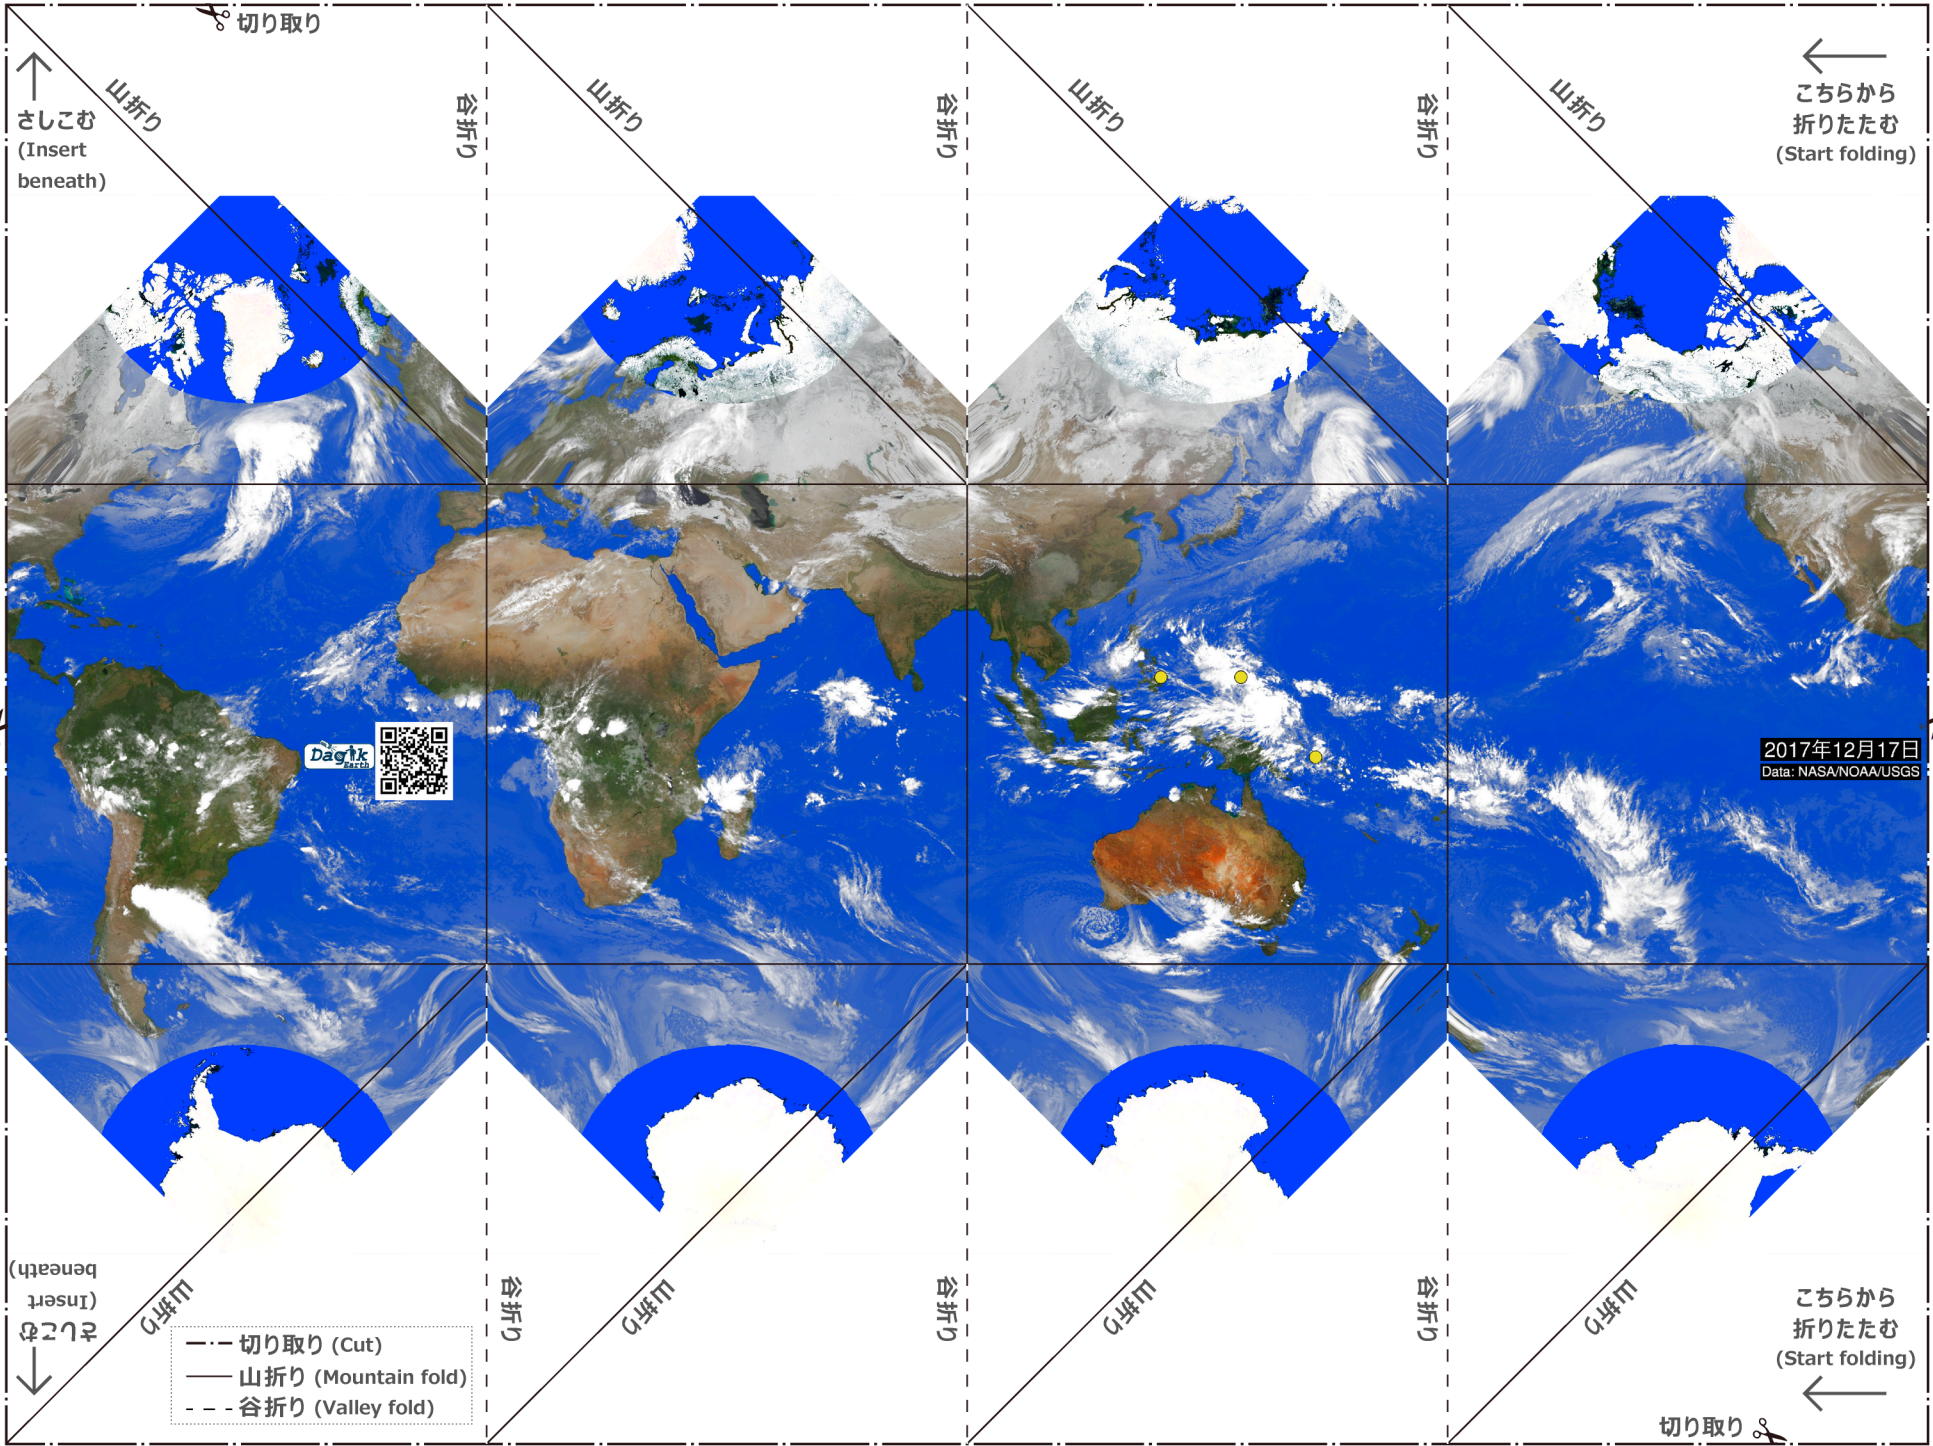 切り取り
こちらから
折りたたむ
(Start folding)
さしこむ
(Insert
beneath)
山折り
谷折り
山折り
谷折り
山折り
谷折り
山折り
Dagik
Earth
2017年12月17日
Data: NASA/NOAA/USGS
さしこむ
(Insert
beneath)
山折り
谷折り
山折り
谷折り
山折り
谷折り
山折り
切り取り (Cut)
山折り (Mountain fold)
谷折り (Valley fold)
こちらから
折りたたむ
(Start folding)
切り取り